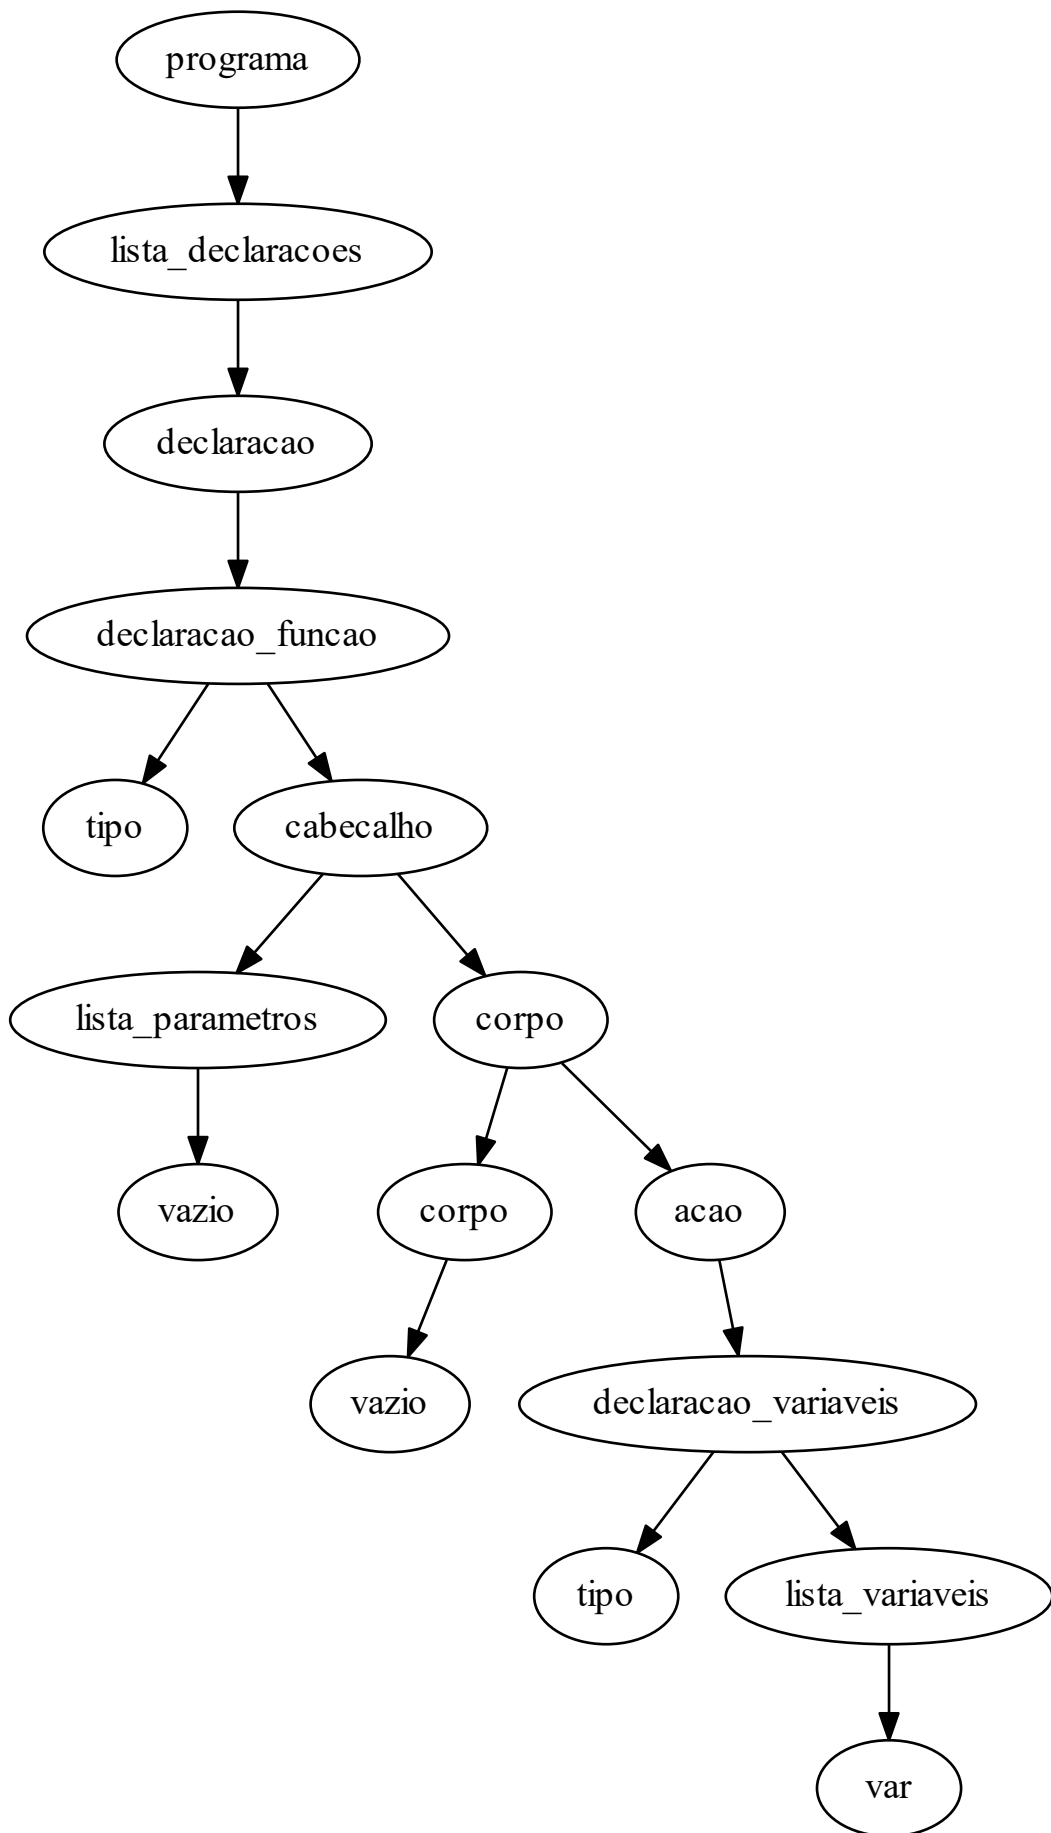 programa
lista_declaracoes
declaracao
declaracao_funcao
tipo
cabecalho
lista_parametros
corpo
vazio
corpo
acao
vazio
declaracao_variaveis
tipo
lista_variaveis
var